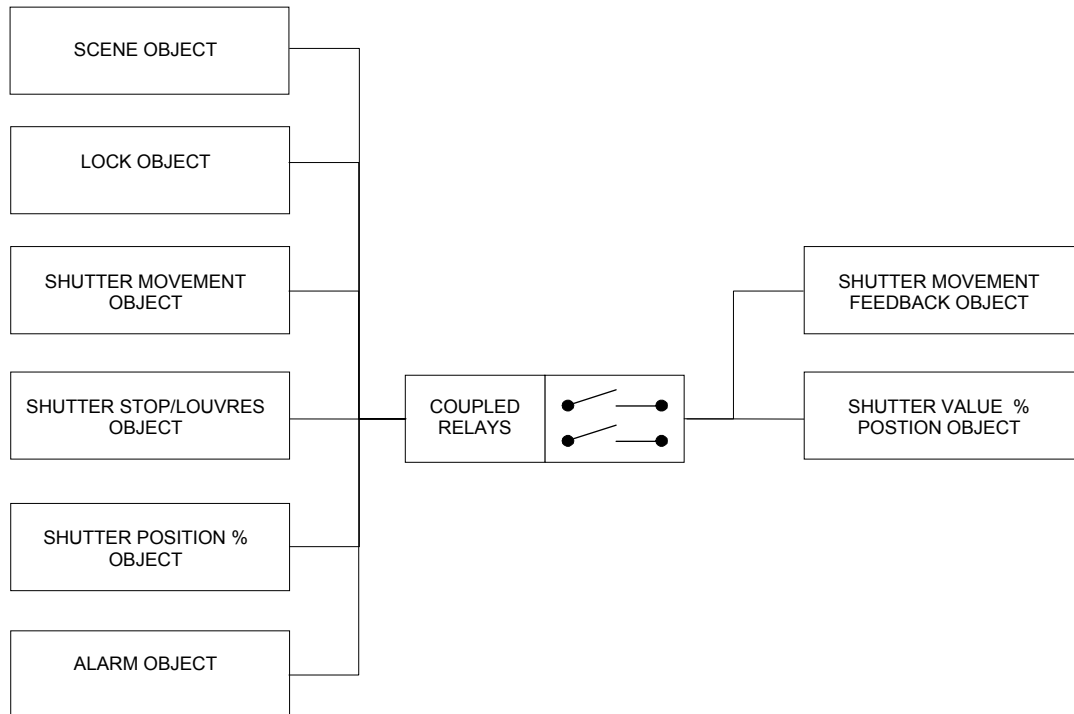 SCENE OBJECT
LOCK OBJECT
SHUTTER MOVEMENT
OBJECT
SHUTTER STOP/LOUVRES
OBJECT
SHUTTER POSITION %
OBJECT
ALARM OBJECT
COUPLED
RELAYS
SHUTTER MOVEMENT
FEEDBACK OBJECT
SHUTTER VALUE %
POSTION OBJECT